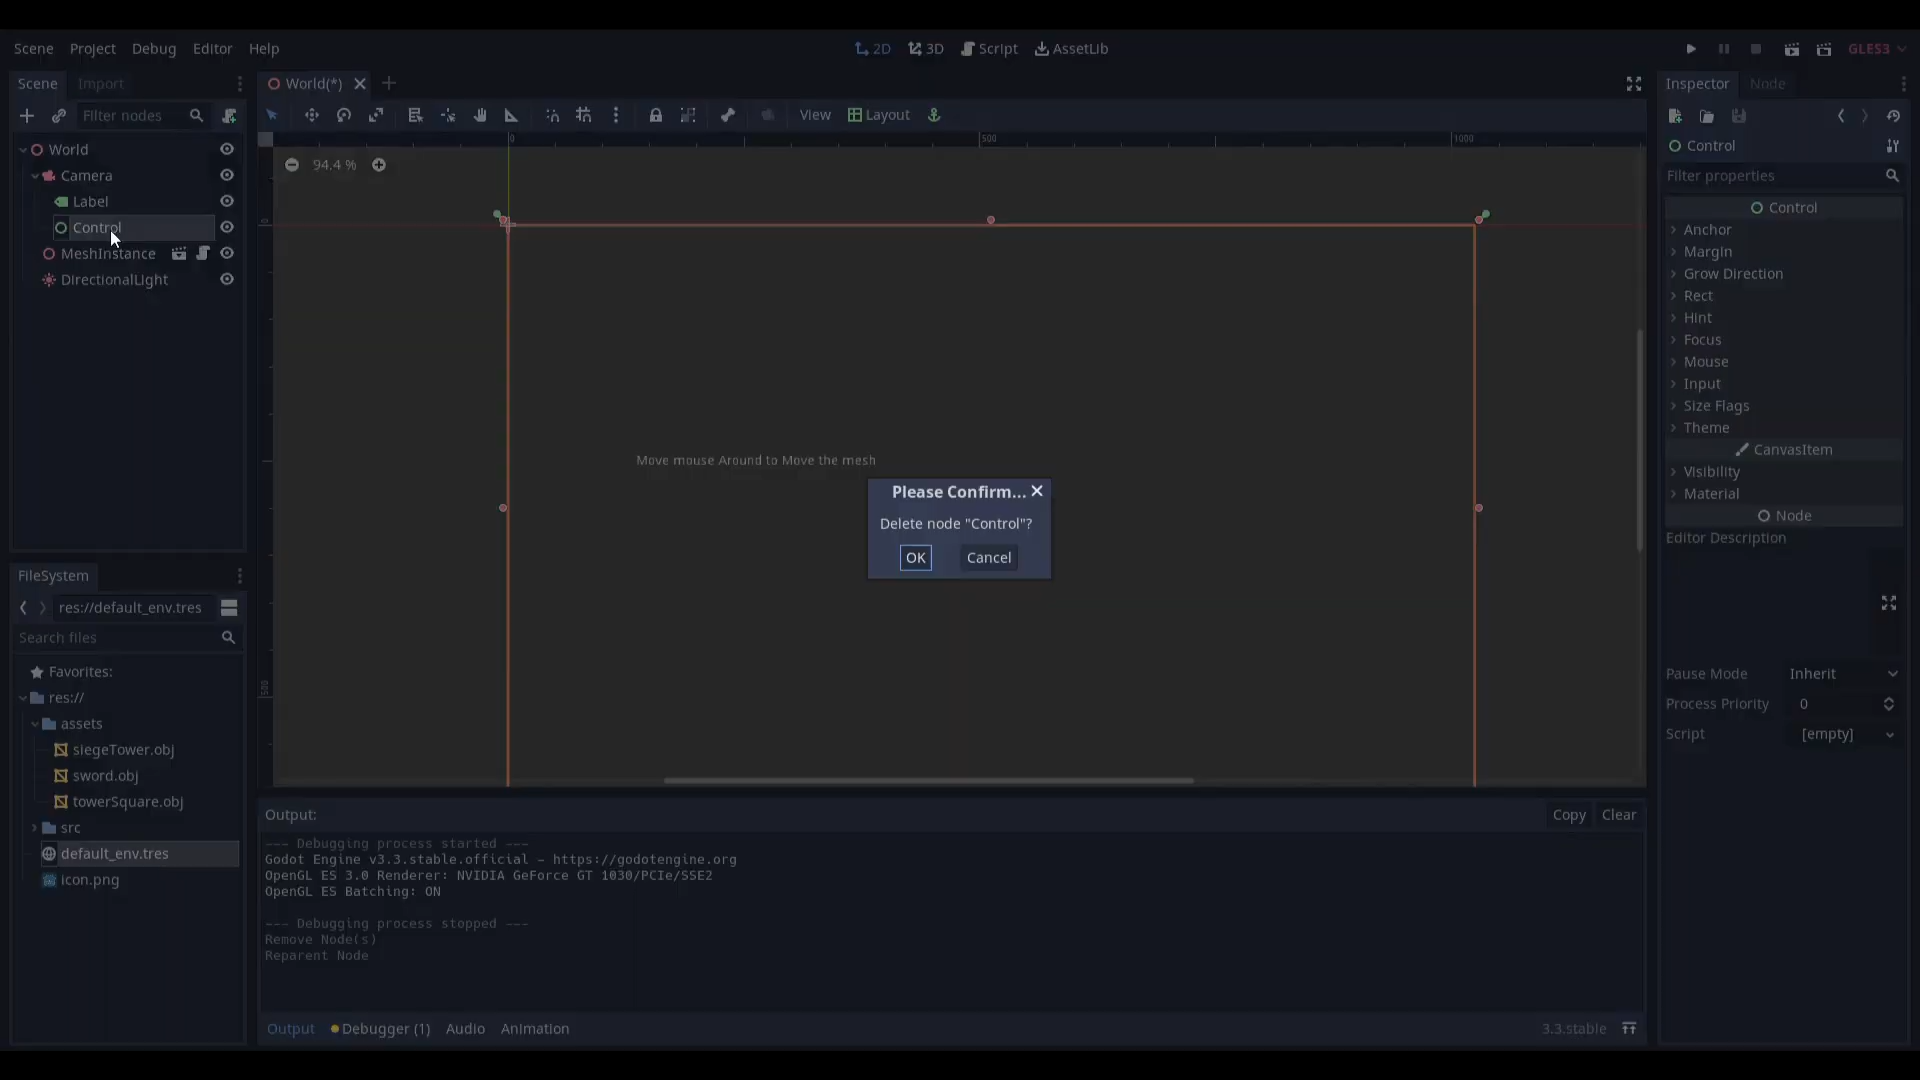 Scene Project Debug Editor Help
2D 3D Script AssetLib
GLES3
Scene Import
World(*)
Inspector Node
Filter nodes
View Layout
World
Camera
Label
Control
MeshInstance
DirectionalLight
0 500 1000
94.4 %
0
500
Move mouse Around to Move the mesh
Please Confirm...
Delete node "Control"?
OK Cancel
FileSystem
res://default_env.tres
Search files
Favorites:
res://
assets
siegeTower.obj
sword.obj
towerSquare.obj
src
default_env.tres
icon.png
Output:
Copy Clear
--- Debugging process started ---
Godot Engine v3.3.stable.official - https://godotengine.org
OpenGL ES 3.0 Renderer: NVIDIA GeForce GT 1030/PCIe/SSE2
OpenGL ES Batching: ON
--- Debugging process stopped ---
Remove Node(s)
Reparent Node
Output Debugger (1) Audio Animation
3.3.stable
Control
Filter properties
Control
Anchor
Margin
Grow Direction
Rect
Hint
Focus
Mouse
Input
Size Flags
Theme
CanvasItem
Visibility
Material
Node
Editor Description
Pause Mode Inherit
Process Priority 0
Script [empty]